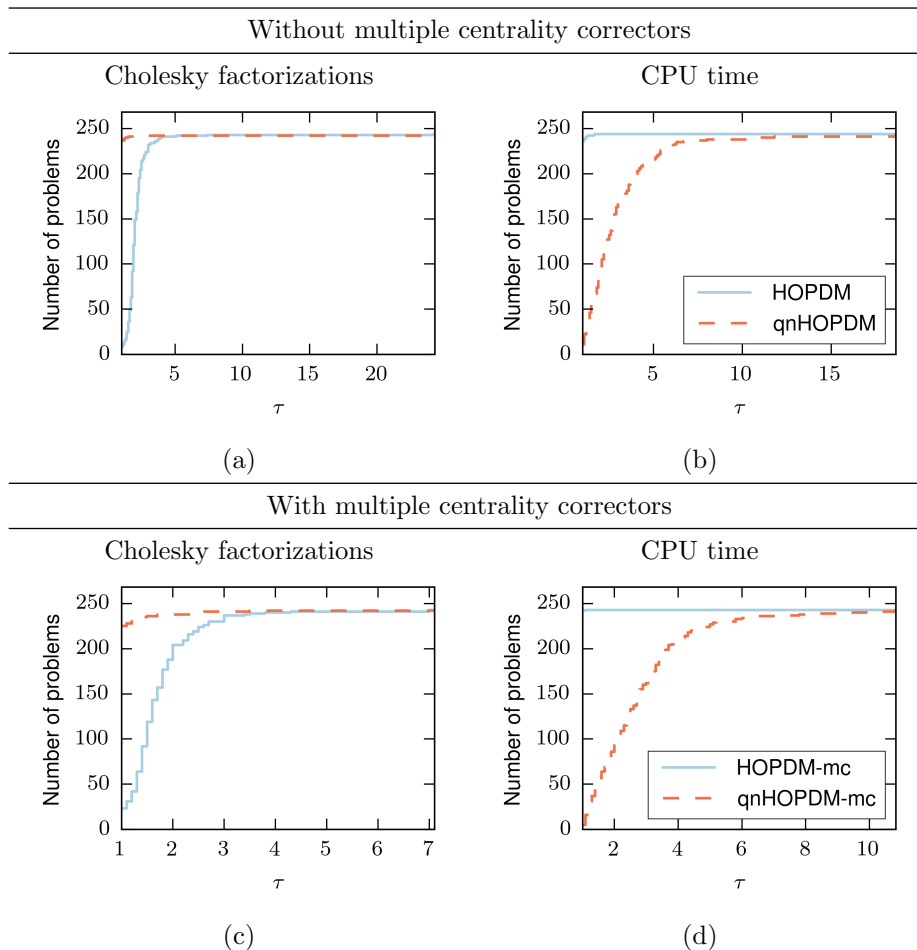 Without multiple centrality correctors
Cholesky factorizations
CPU time
Number of problems
250
200
150
100
50
0
5
10
15
20
τ
(a)
Number of problems
250
200
150
100
50
0
HOPDM
qnHOPDM
5
10
15
τ
(b)
With multiple centrality correctors
Cholesky factorizations
CPU time
Number of problems
250
200
150
100
50
0
1
2
3
4
5
6
7
τ
(c)
Number of problems
250
200
150
100
50
0
HOPDM-mc
qnHOPDM-mc
2
4
6
8
10
τ
(d)